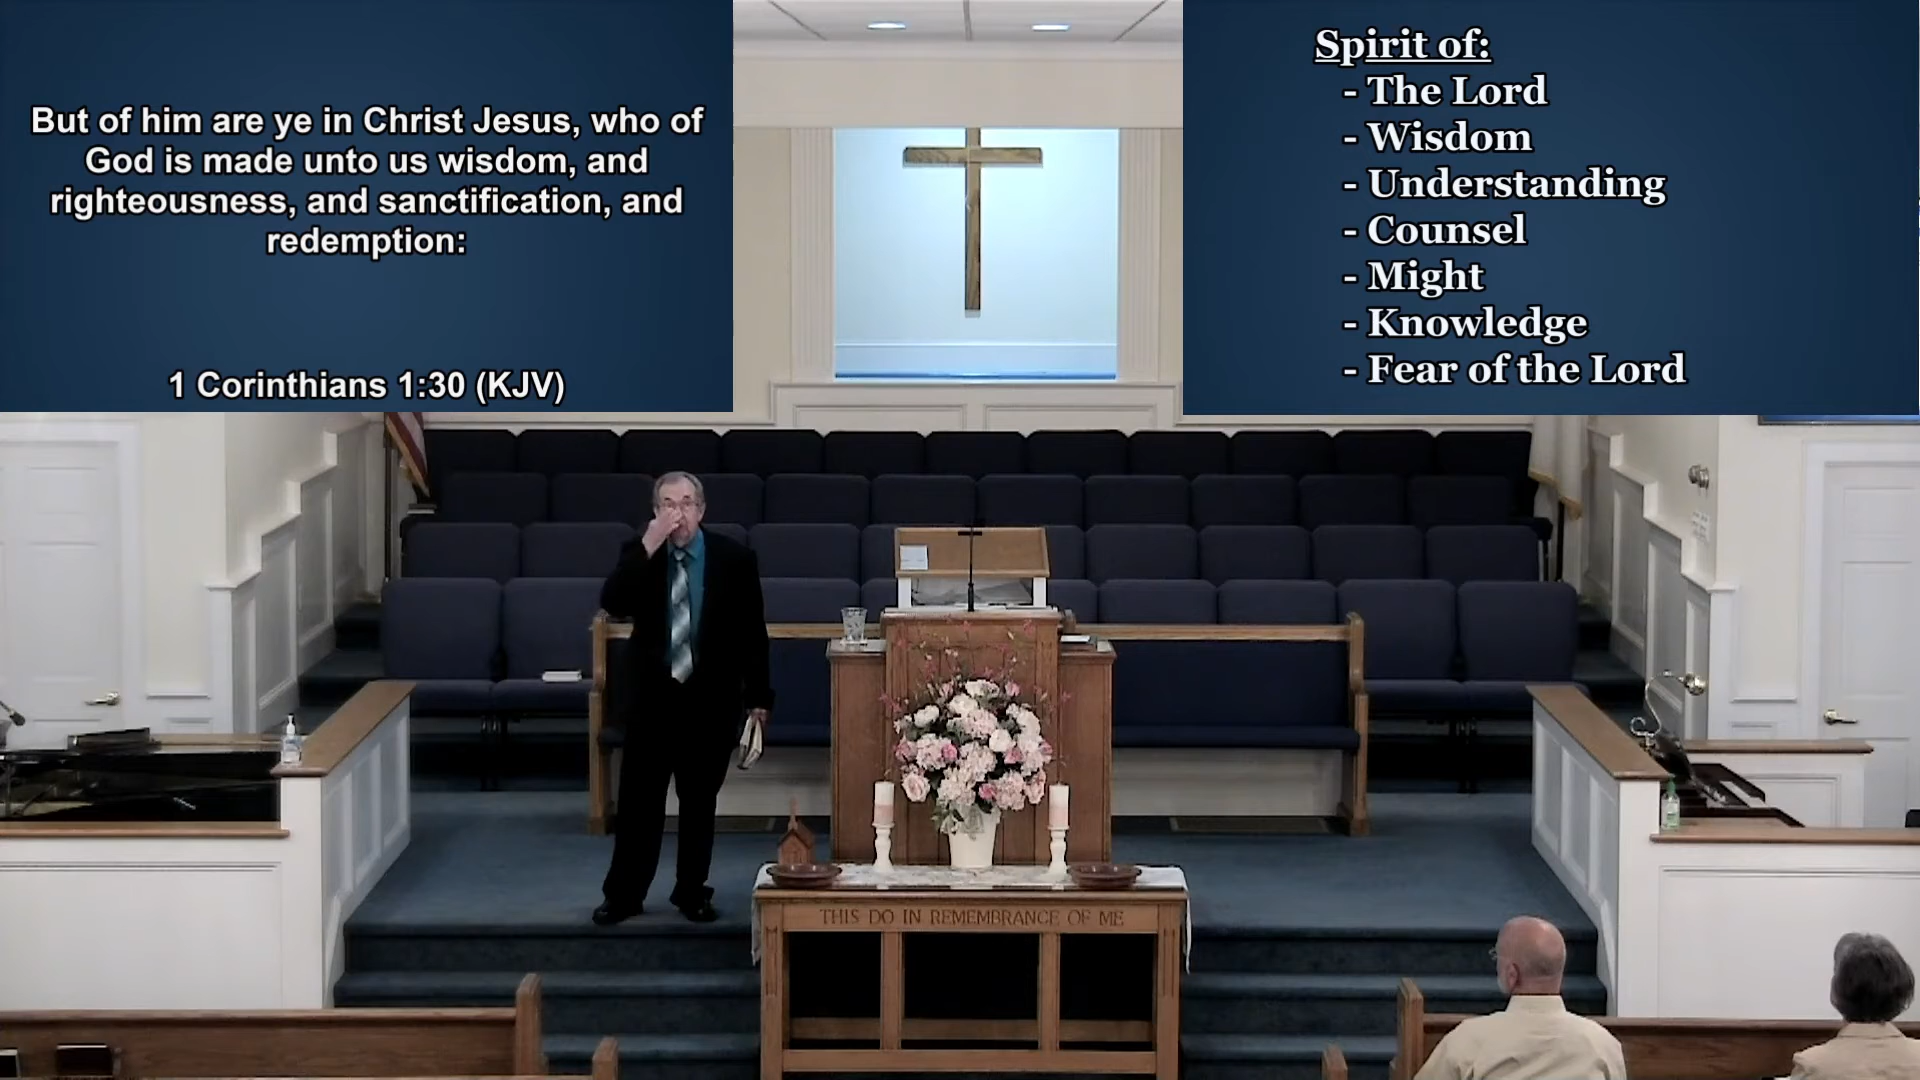 But of him are ye in Christ Jesus, who of
God is made unto us wisdom, and
righteousness, and sanctification, and
redemption:
1 Corinthians 1:30 (KJV)
Spirit of:
- The Lord
- Wisdom
- Understanding
- Counsel
- Might
- Knowledge
- Fear of the Lord
THIS DO IN REMEMBRANCE OF ME